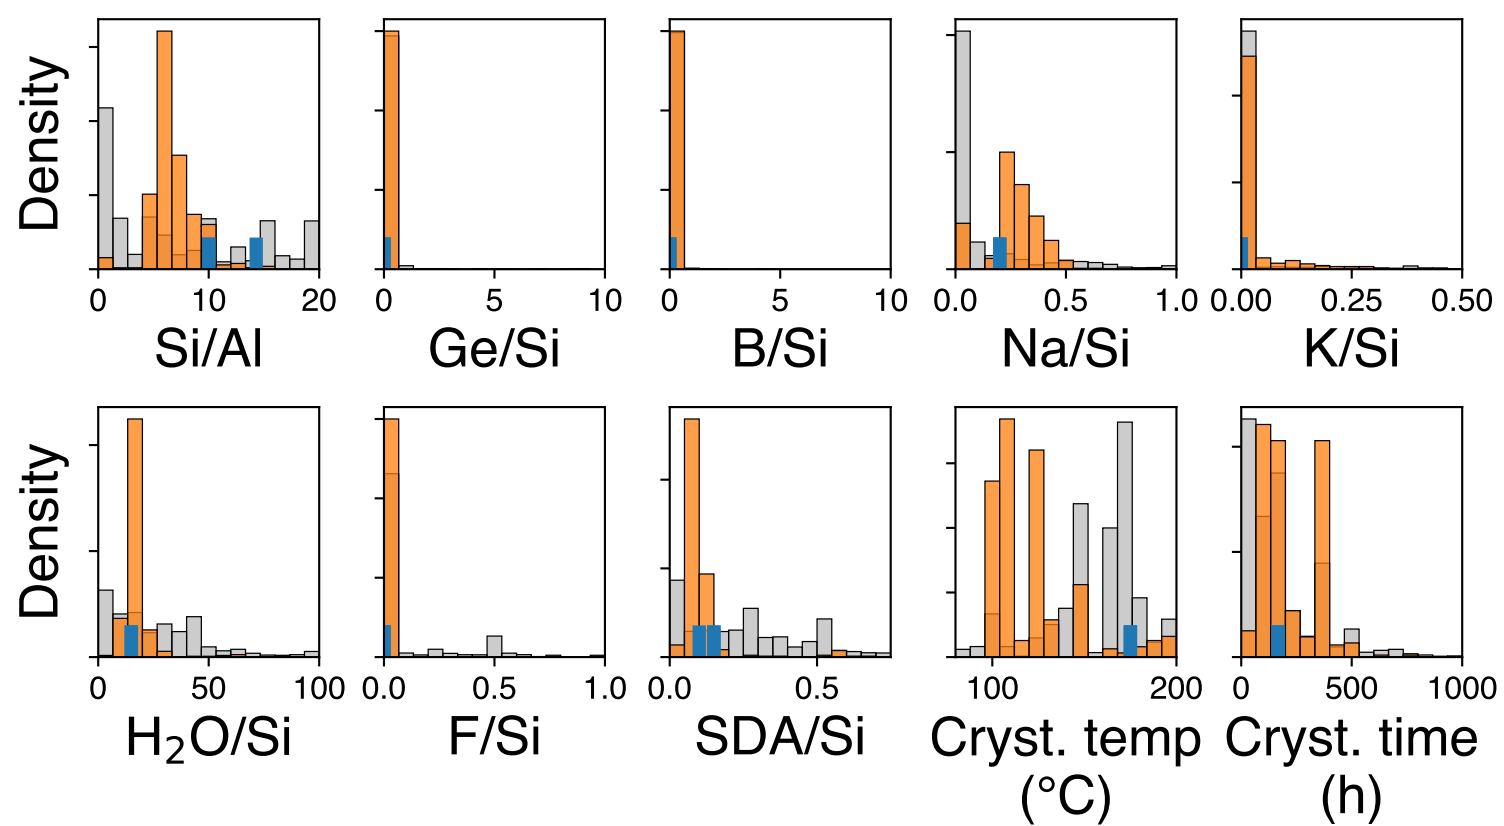 Density
0 10 20
Si/Al
0 5 10
Ge/Si
0 5 10
B/Si
0.0 0.5 1.0
Na/Si
0.00 0.25 0.50
K/Si
Density
0 50 100
H₂O/Si
0.0 0.5 1.0
F/Si
0.0 0.5
SDA/Si
100 200
Cryst. temp
(°C)
0 500 1000
Cryst. time
(h)